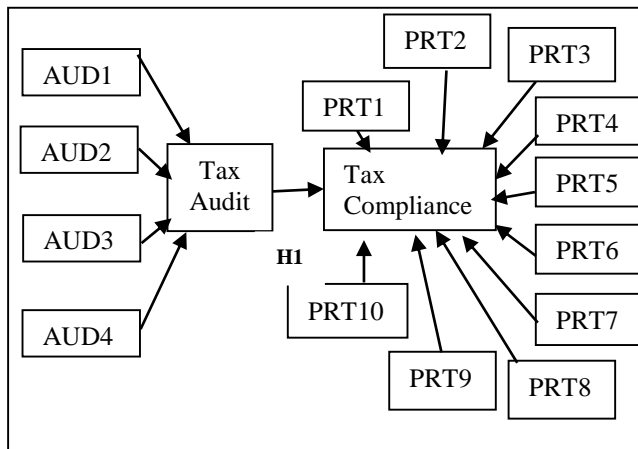 PRT2
PRT3
AUD1
PRT1
PRT4
AUD2
Tax
Audit
Tax
Compliance
PRT5
AUD3
PRT6
H1
PRT10
PRT7
AUD4
PRT9
PRT8